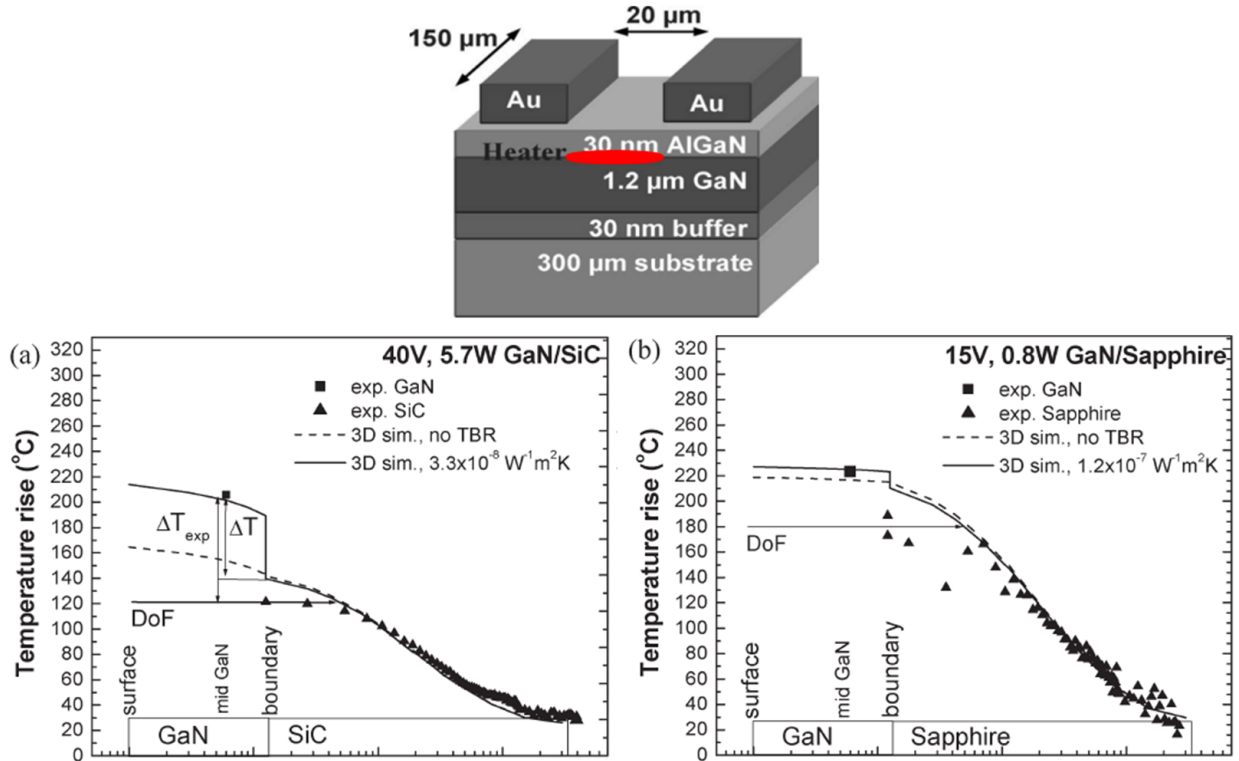 150 µm
20 µm
Au
Au
Heater
30 nm AlGaN
1.2 µm GaN
30 nm buffer
300 µm substrate
(a)
40V, 5.7W GaN/SiC
exp. GaN
exp. SiC
3D sim., no TBR
3D sim., 3.3x10⁻⁸ W⁻¹m²K
Temperature rise (°C)
320
300
280
260
240
220
200
180
160
140
120
100
80
60
40
20
0
ΔT_exp
ΔT
DoF
surface
mid GaN
boundary
GaN
SiC
(b)
15V, 0.8W GaN/Sapphire
exp. GaN
exp. Sapphire
3D sim., no TBR
3D sim., 1.2x10⁻⁷ W⁻¹m²K
Temperature rise (°C)
320
300
280
260
240
220
200
180
160
140
120
100
80
60
40
20
0
DoF
surface
mid GaN
boundary
GaN
Sapphire